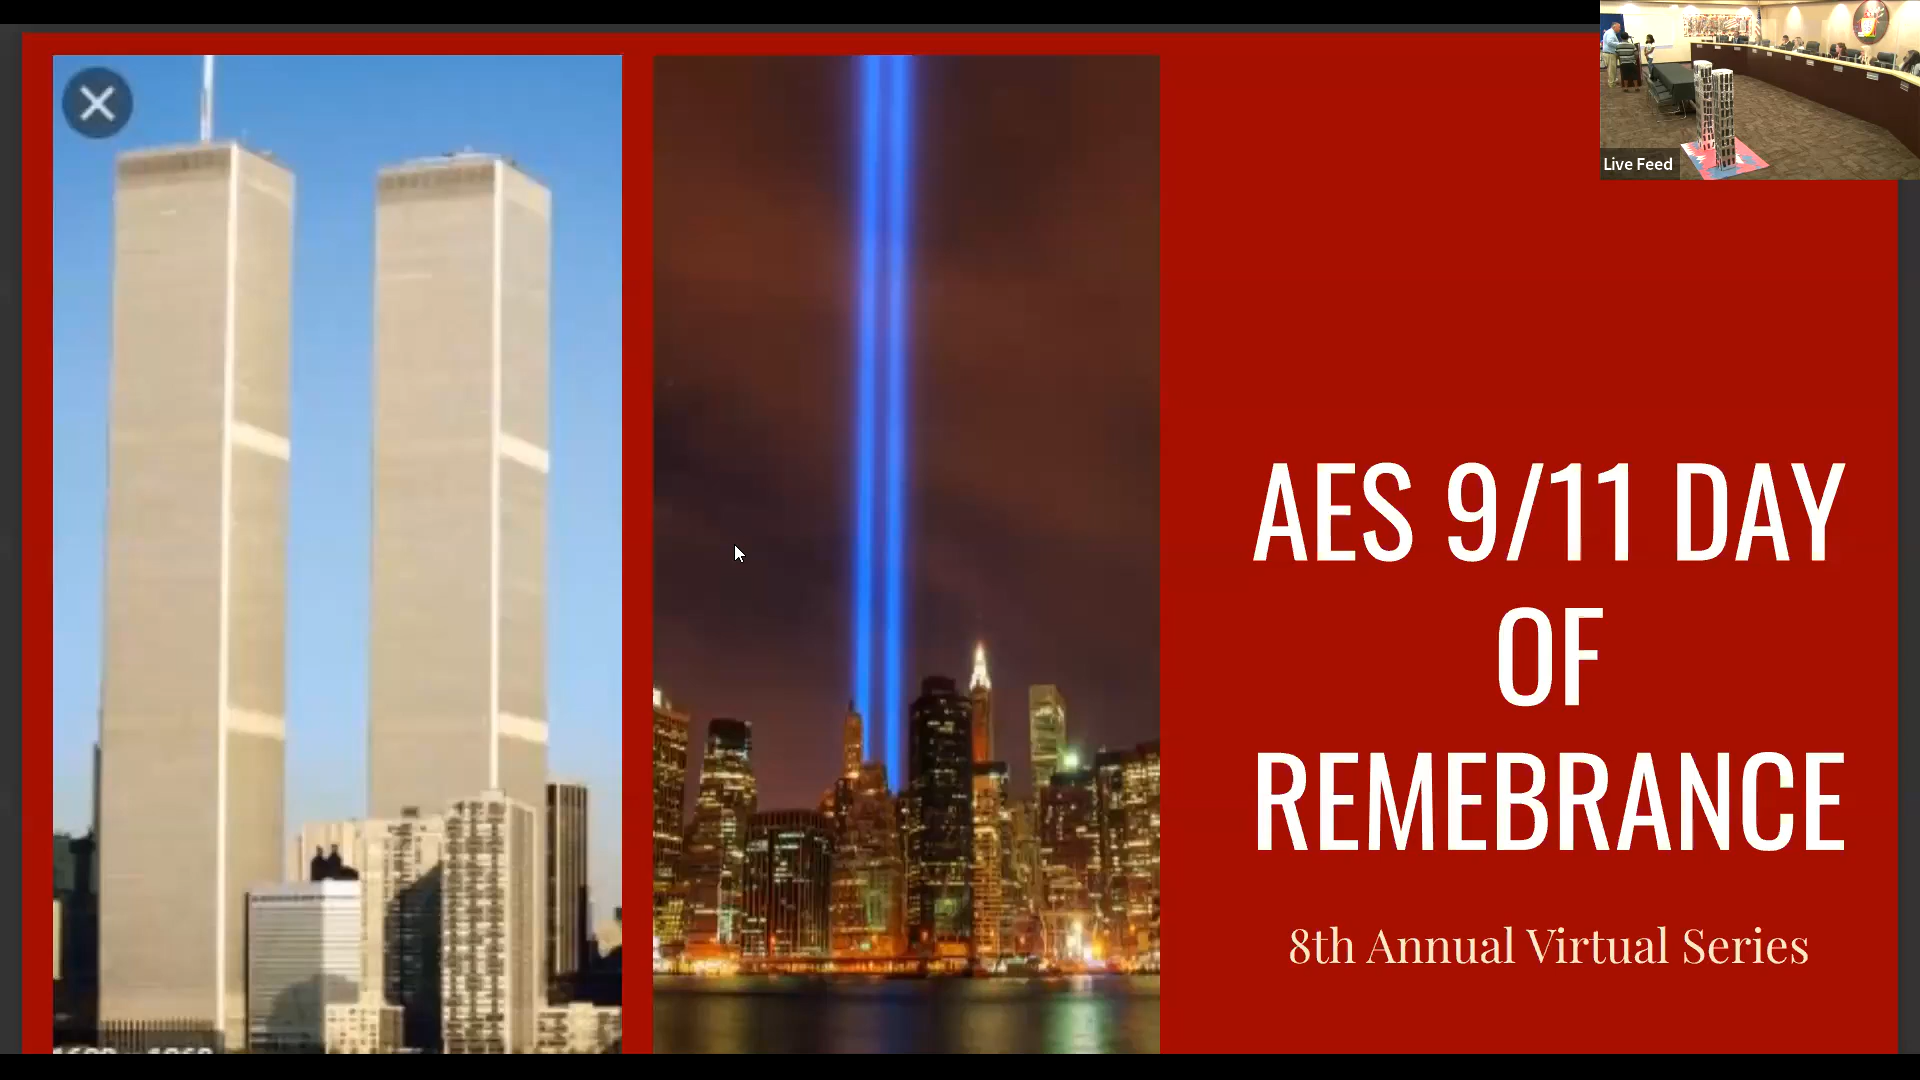 Live Feed
AES 9/11 DAY
OF
REMEBRANCE
8th Annual Virtual Series